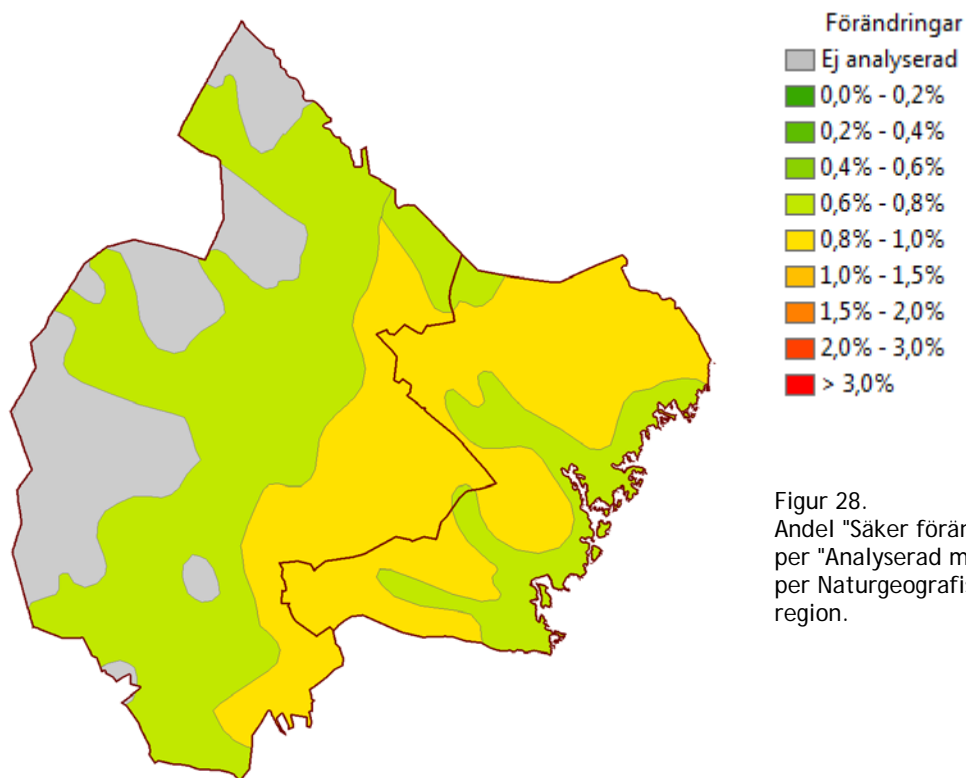 Förändringar
Ej analyserad
0,0% - 0,2%
0,2% - 0,4%
0,4% - 0,6%
0,6% - 0,8%
0,8% - 1,0%
1,0% - 1,5%
1,5% - 2,0%
2,0% - 3,0%
> 3,0%
Figur 28.
Andel "Säker
per "Analyserad
per
region.